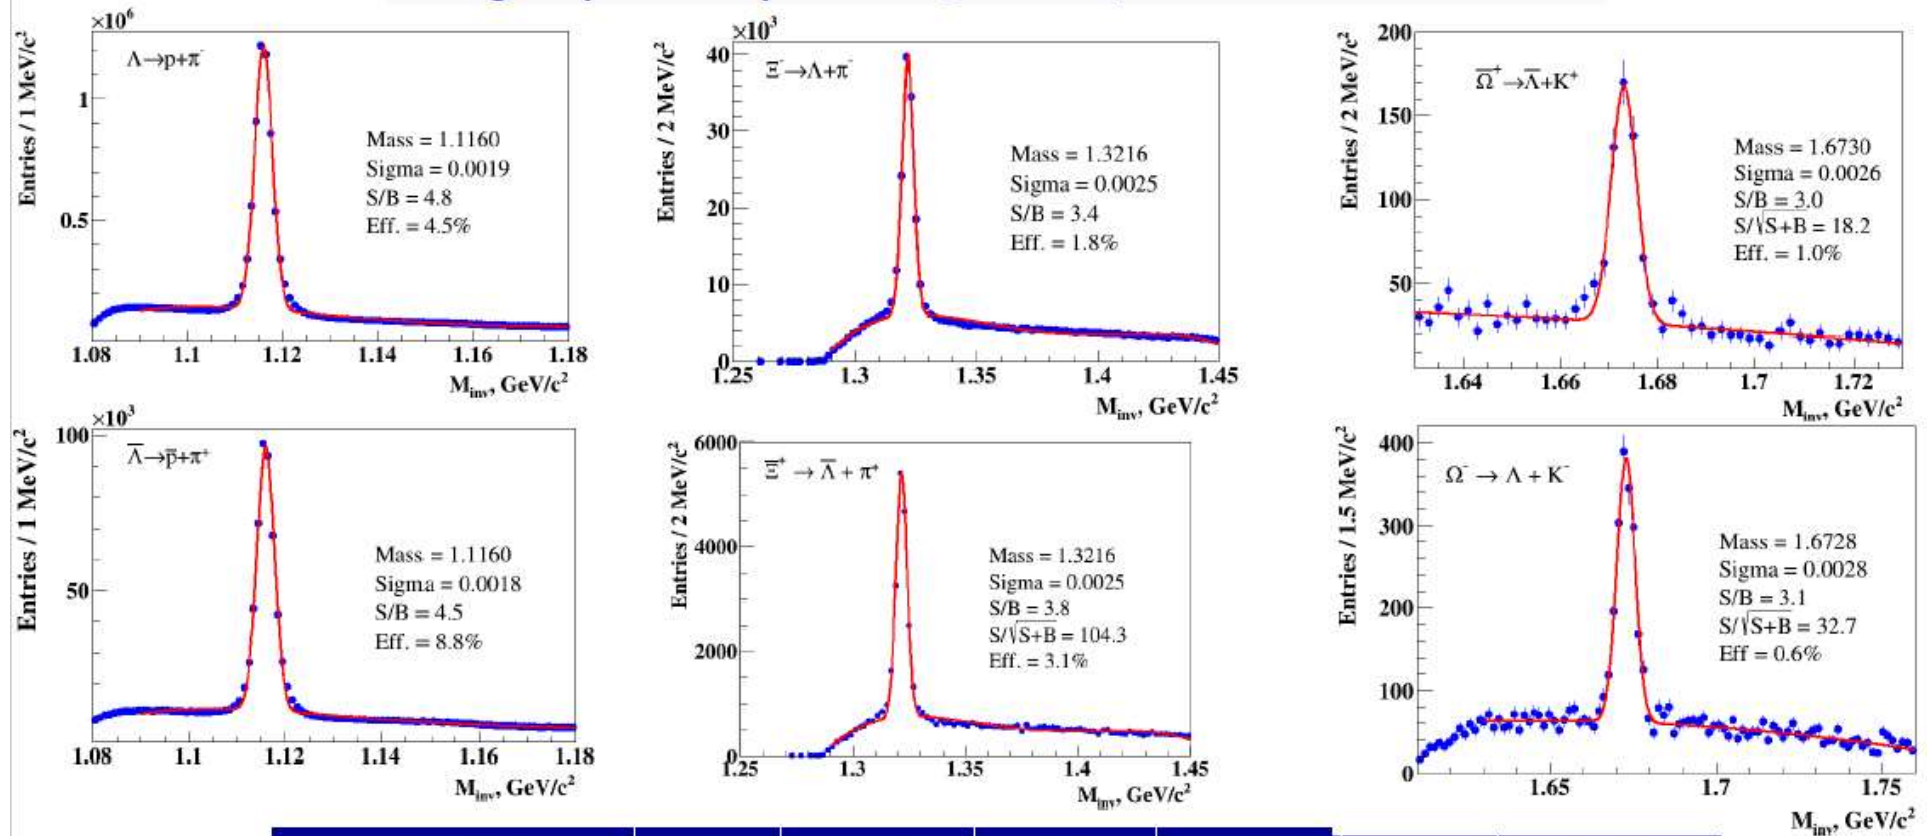 ×10⁶
Entries / 1 MeV/c²
Λ→p+π⁻
1
0.5
Mass = 1.1160
Sigma = 0.0019
S/B = 4.8
Eff. = 4.5%
1.08 1.1 1.12 1.14 1.16 1.18
M_inv, GeV/c²
×10³
Entries / 2 MeV/c²
Ξ⁻→Λ+π⁻
40
30
20
10
0
Mass = 1.3216
Sigma = 0.0025
S/B = 3.4
Eff. = 1.8%
1.25 1.3 1.35 1.4 1.45
M_inv, GeV/c²
Entries / 2 MeV/c²
Ω̅⁺→Λ̅+K⁺
200
150
100
50
Mass = 1.6730
Sigma = 0.0026
S/B = 3.0
S/√S+B = 18.2
Eff. = 1.0%
1.64 1.66 1.68 1.7 1.72
M_inv, GeV/c²
×10³
Entries / 1 MeV/c²
Λ̅→p̅+π⁺
100
50
Mass = 1.1160
Sigma = 0.0018
S/B = 4.5
Eff. = 8.8%
1.08 1.1 1.12 1.14 1.16 1.18
M_inv, GeV/c²
Entries / 2 MeV/c²
Ξ̅⁺ → Λ̅ + π⁺
6000
4000
2000
0
Mass = 1.3216
Sigma = 0.0025
S/B = 3.8
S/√S+B = 104.3
Eff. = 3.1%
1.25 1.3 1.35 1.4 1.45
M_inv, GeV/c²
Entries / 1.5 MeV/c²
Ω⁻ → Λ + K⁻
400
300
200
100
0
Mass = 1.6728
Sigma = 0.0028
S/B = 3.1
S/√S+B = 32.7
Eff = 0.6%
1.65 1.7 1.75
M_inv, GeV/c²